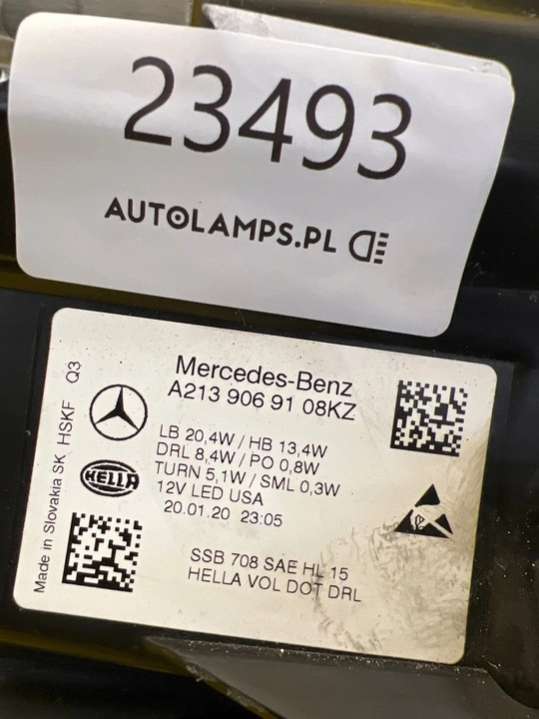 23493
AUTOLAMPS.PL
Mercedes-Benz
A213 906 91 08KZ
LB 20,4W / HB 13,4W
DRL 8,4W / PO 0,8W
TURN 5,1W / SML 0,3W
12V LED USA
20.01.20 23:05
SSB 708 SAE HL 15
HELLA VOL DOT DRL
HELLA
Made in Slovakia SK HSKF Q3